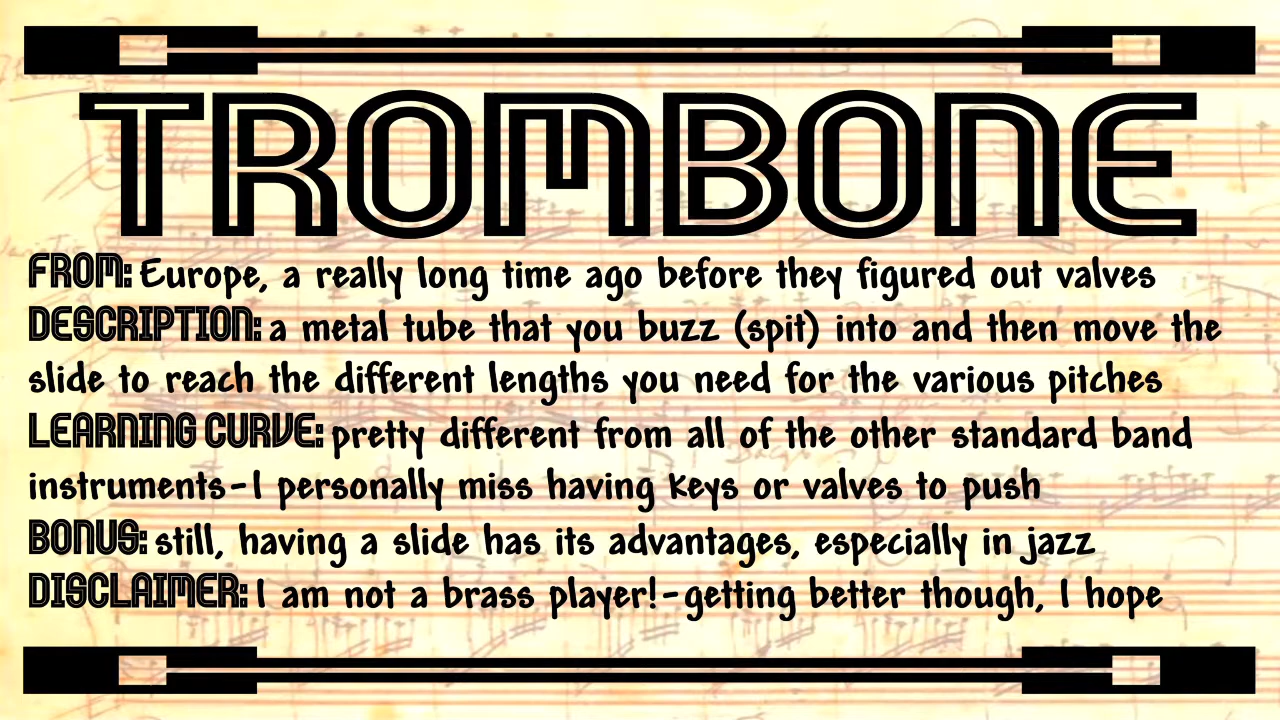 TROMBONE
FROM: Europe, a really long time ago before they figured out valves
DESCRIPTION: a metal tube that you buzz (spit) into and then move the
slide to reach the different lengths you need for the various pitches
LEARNING CURVE: pretty different from all of the other standard band
instruments-I personally miss having keys or valves to push
BONUS: still, having a slide has its advantages, especially in jazz
DISCLAIMER: I am not a brass player!-getting better though, I hope